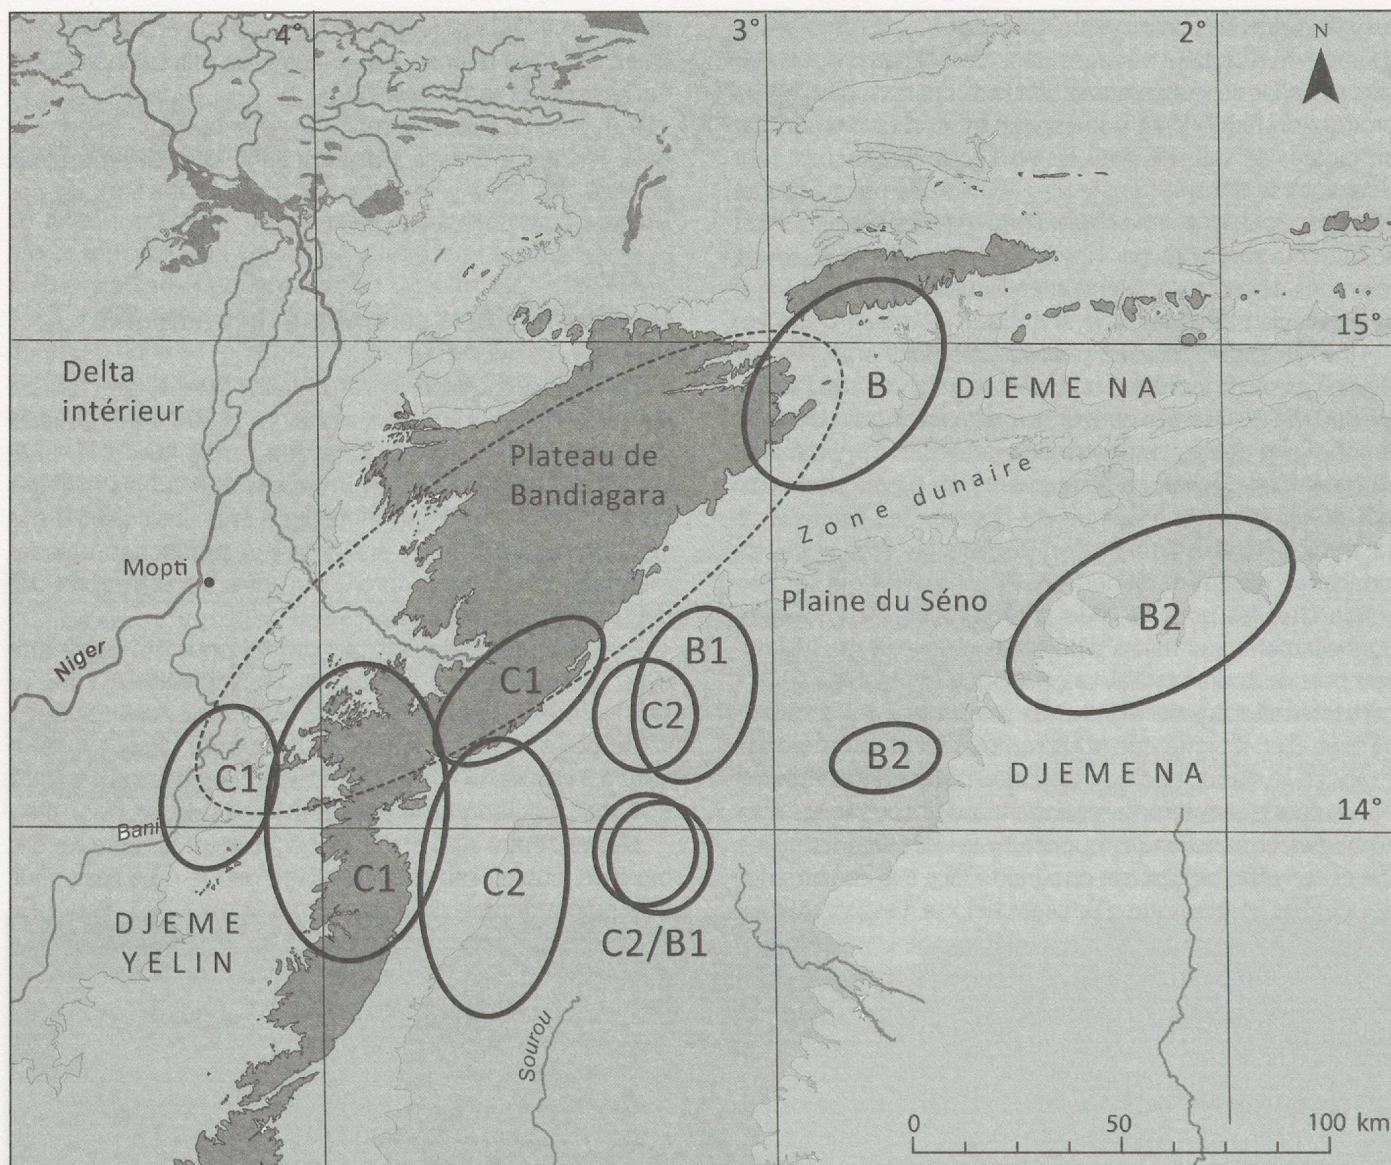 4°
3°
2°
N
15°
Delta
intérieur
B
DJEME NA
Plateau de
Bandiagara
Zone dunaire
Mopti
Plaine du Séno
B2
Niger
B1
C1
C2
C1
B2
DJEME NA
14°
Bani
C1
C2
DJEME
YELIN
C2/B1
Sourou
0 50 100 km